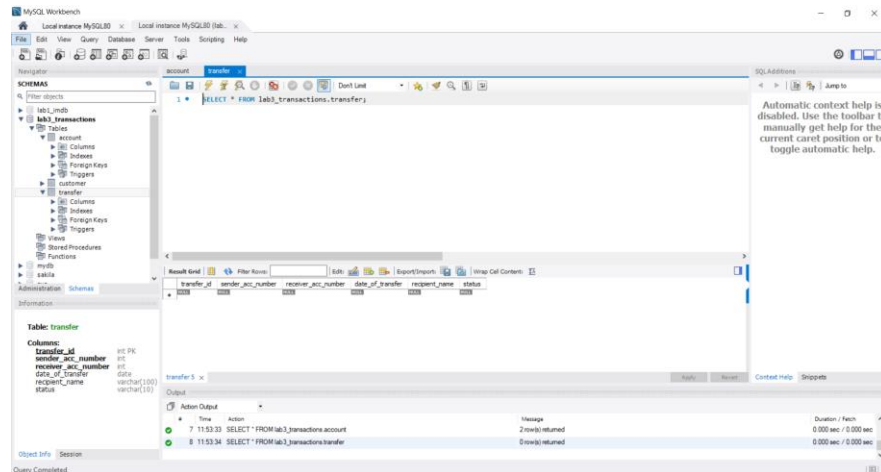 MySQL Workbench
Local instance MySQL80 × Local instance MySQL80 (lab... ×
File Edit View Query Database Server Tools Scripting Help
Navigator
SCHEMAS
Filter objects
lab1_imdb
lab3_transactions
Tables
account
Columns
Indexes
Foreign Keys
Triggers
customer
transfer
Columns
Indexes
Foreign Keys
Triggers
Views
Stored Procedures
Functions
mydb
sakila
Administration Schemas
Information
Table: transfer
Columns:
transfer_id int PK
sender_acc_number int
receiver_acc_number int
date_of_transfer date
recpient_name varchar(100)
status varchar(10)
Object Info Session
Query Completed
account transfer ×
Don't Limit
1 SELECT * FROM lab3_transactions.transfer;
Result Grid Filter Rows: Edit: Export/Import: Wrap Cell Content:
transfer_id sender_acc_number receiver_acc_number date_of_transfer recpient_name status
NULL NULL NULL NULL NULL NULL
transfer 5 × Apply Revert
Output
Action Output
# Time Action Message Duration / Fetch
7 11:53:33 SELECT * FROM lab3_transactions.account 2 row(s) returned 0.000 sec / 0.000 sec
8 11:53:34 SELECT * FROM lab3_transactions.transfer 0 row(s) returned 0.000 sec / 0.000 sec
SQLAdditions
Jump to
Automatic context help is
disabled. Use the toolbar t
manually get help for the
current caret position or to
toggle automatic help.
Context Help Snippets